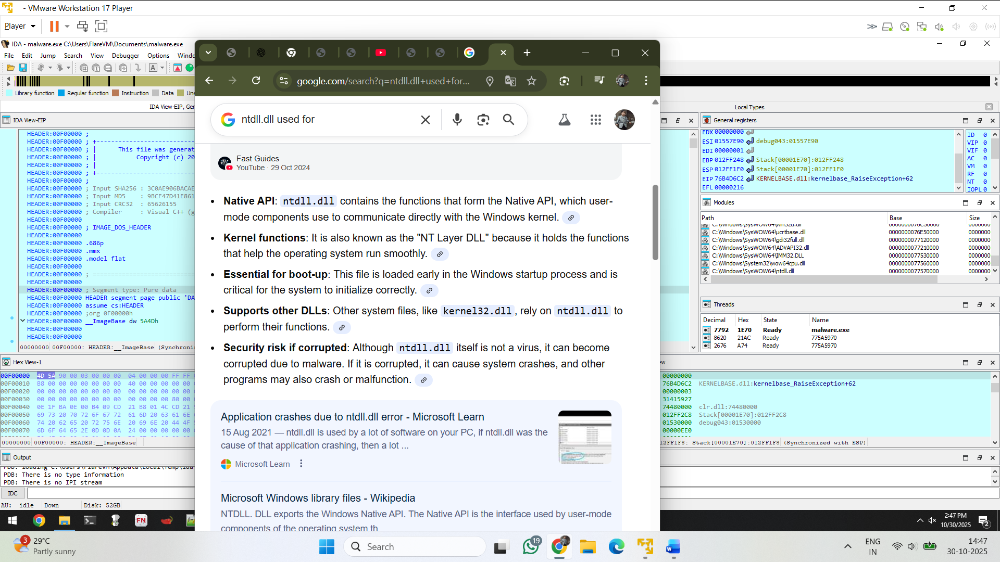 - VMware Workstation 17 Player
Player
IDA - malware.exe C:\Users\FlareVM\Documents\malware.exe
File Edit Jump Search View Debugger Options Windo
A
Library function Regular function Instruction Data Une
IDA View-EIP, Gen
IDA View-EIP
HEADER:00F00000 ;
HEADER:00F00000 ; +----------------------------
HEADER:00F00000 ; | This file was generat
HEADER:00F00000 ; | Copyright (c) 20
HEADER:00F00000 ; |
HEADER:00F00000 ; +----------------------------
HEADER:00F00000 ;
HEADER:00F00000 ; Input SHA256 : 3C0AE906BACAE
HEADER:00F00000 ; Input MD5 : 9BCF47D41E861
HEADER:00F00000 ; Input CRC32 : 65626155
HEADER:00F00000 ; Compiler : Visual C++ (g
HEADER:00F00000
HEADER:00F00000 ; IMAGE_DOS_HEADER
HEADER:00F00000
HEADER:00F00000 .686p
HEADER:00F00000 .mmx
HEADER:00F00000 .model flat
HEADER:00F00000
HEADER:00F00000 ; =============================
HEADER:00F00000
HEADER:00F00000 ; Segment type: Pure data
HEADER:00F00000 HEADER segment page public 'DA
HEADER:00F00000 assume cs:HEADER
HEADER:00F00000 ;org 0F00000h
HEADER:00F00000 __ImageBase dw 5A4Dh
HEADER:00F00000
HEADER:00F00000
00000000 00F00000: HEADER:__ImageBase (Synchroni
Hex View-1
00F00000 4D 5A 90 00 03 00 00 00 04 00 00 00 FF FF
00F00010 B8 00 00 00 00 00 00 00 40 00 00 00 00 00
00F00020 00 00 00 00 00 00 00 00 00 00 00 00 00 00
00F00030 00 00 00 00 00 00 00 00 00 00 00 00 80 00
00F00040 0E 1F BA 0E 00 B4 09 CD 21 B8 01 4C CD 21
00F00050 69 73 20 70 72 6F 67 72 61 6D 20 63 61 6E
00F00060 74 20 62 65 20 72 75 6E 20 69 6E 20 44 4F
00F00070 6D 6F 64 65 2E 0D 0D 0A 24 00 00 00 00 00
00000000 00F00000: HEADER:__ImageBase
Output
PDB: There is no type information
PDB: There is no IPI stream
IDC
AU: idle Down Disk: 52GB
google.com/search?q=ntdll.dll+used+for...
ntdll.dll used for
Fast Guides
YouTube · 29 Oct 2024
• Native API: ntdll.dll contains the functions that form the Native API, which user-
mode components use to communicate directly with the Windows kernel.
• Kernel functions: It is also known as the "NT Layer DLL" because it holds the functions
that help the operating system run smoothly.
• Essential for boot-up: This file is loaded early in the Windows startup process and is
critical for the system to initialize correctly.
• Supports other DLLs: Other system files, like kernel32.dll, rely on ntdll.dll to
perform their functions.
• Security risk if corrupted: Although ntdll.dll itself is not a virus, it can become
corrupted due to malware. If it is corrupted, it can cause system crashes, and other
programs may also crash or malfunction.
Application crashes due to ntdll.dll error - Microsoft Learn
15 Aug 2021 — ntdll.dll is used by a lot of software on your PC, if ntdll.dll was the
cause of that application crashing, then a lot ...
Microsoft Learn
Microsoft Windows library files - Wikipedia
NTDLL. DLL exports the Windows Native API. The Native API is the interface used by user-mode
components of the operating system th
Local Types
General registers
EDX 00000000
ESI 01557E90 debug043:01557E90
EDI 00000001
EBP 012FF248 Stack[00001E70]:012FF248
ESP 012FF1F0 Stack[00001E70]:012FF1F0
EIP 76B4D6C2 KERNELBASE.dll:kernelbase_RaiseException+62
EFL 00000216
ID 0
VIP 0
VIF 0
AC 0
VM 0
RF 0
NT 0
IOPL 0
Modules
Path Base Size
C:\Windows\SysWOW64\win32u.dll 0000000076C50000 0000000
C:\Windows\SysWOW64\ucrtbase.dll 0000000076E50000 0000000
C:\Windows\SysWOW64\gdi32full.dll 0000000077120000 0000000
C:\Windows\SysWOW64\ADVAPI32.dll 0000000077210000 0000000
C:\Windows\SysWOW64\IMM32.DLL 0000000077530000 0000000
C:\Windows\System32\wow64cpu.dll 0000000077560000 0000000
C:\Windows\SysWOW64\ntdll.dll 0000000077570000 0000000
Threads
Decimal Hex State Name
7792 1E70 Ready malware.exe
8620 21AC Ready 775A5970
2676 A74 Ready 775A5970
ew
00000000
76B4D6C2 KERNELBASE.dll:kernelbase_RaiseException+62
00000003
31415927
74480000 clr.dll:74480000
012FF2C8 Stack[00001E70]:012FF2C8
01530000 debug043:01530000
00000EE0
12FF1F8: Stack[00001E70]:012FF1F8 (Synchronized with ESP)
FN
2:47 PM
10/30/2025
2
3
29°C
Partly sunny
Search
19
ENG
IN
14:47
30-10-2025